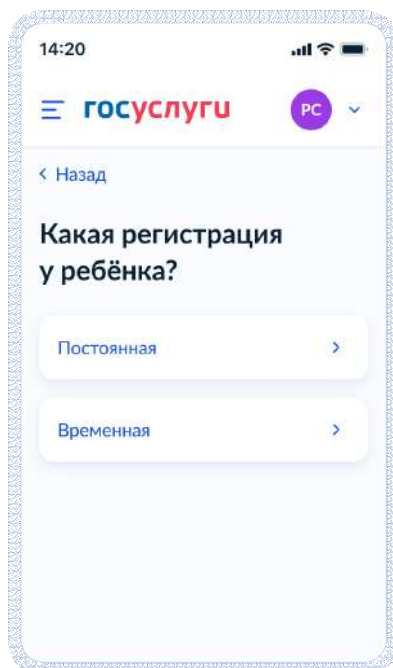 14:20
госуслуги
РС
Назад
Какая регистрация
у ребёнка?
Постоянная
Временная